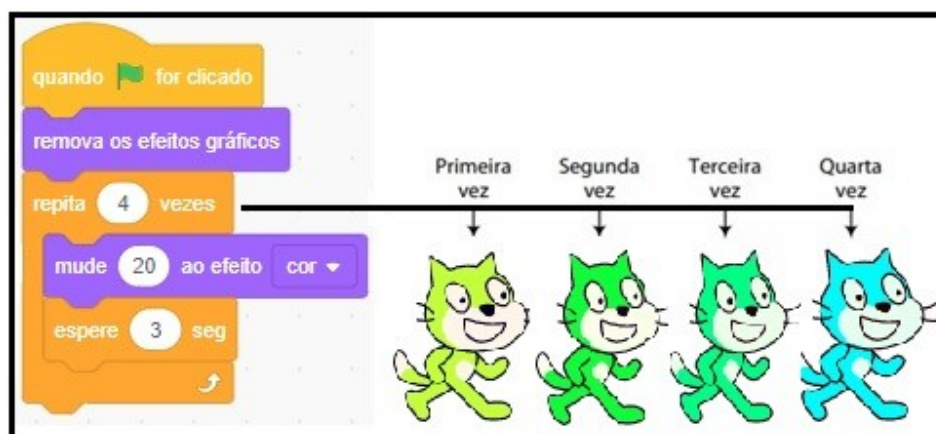 quando for clicado
remova os efeitos gráficos
repita 4 vezes
mude 20 ao efeito cor
espere 3 seg
Primeira vez
Segunda vez
Terceira vez
Quarta vez